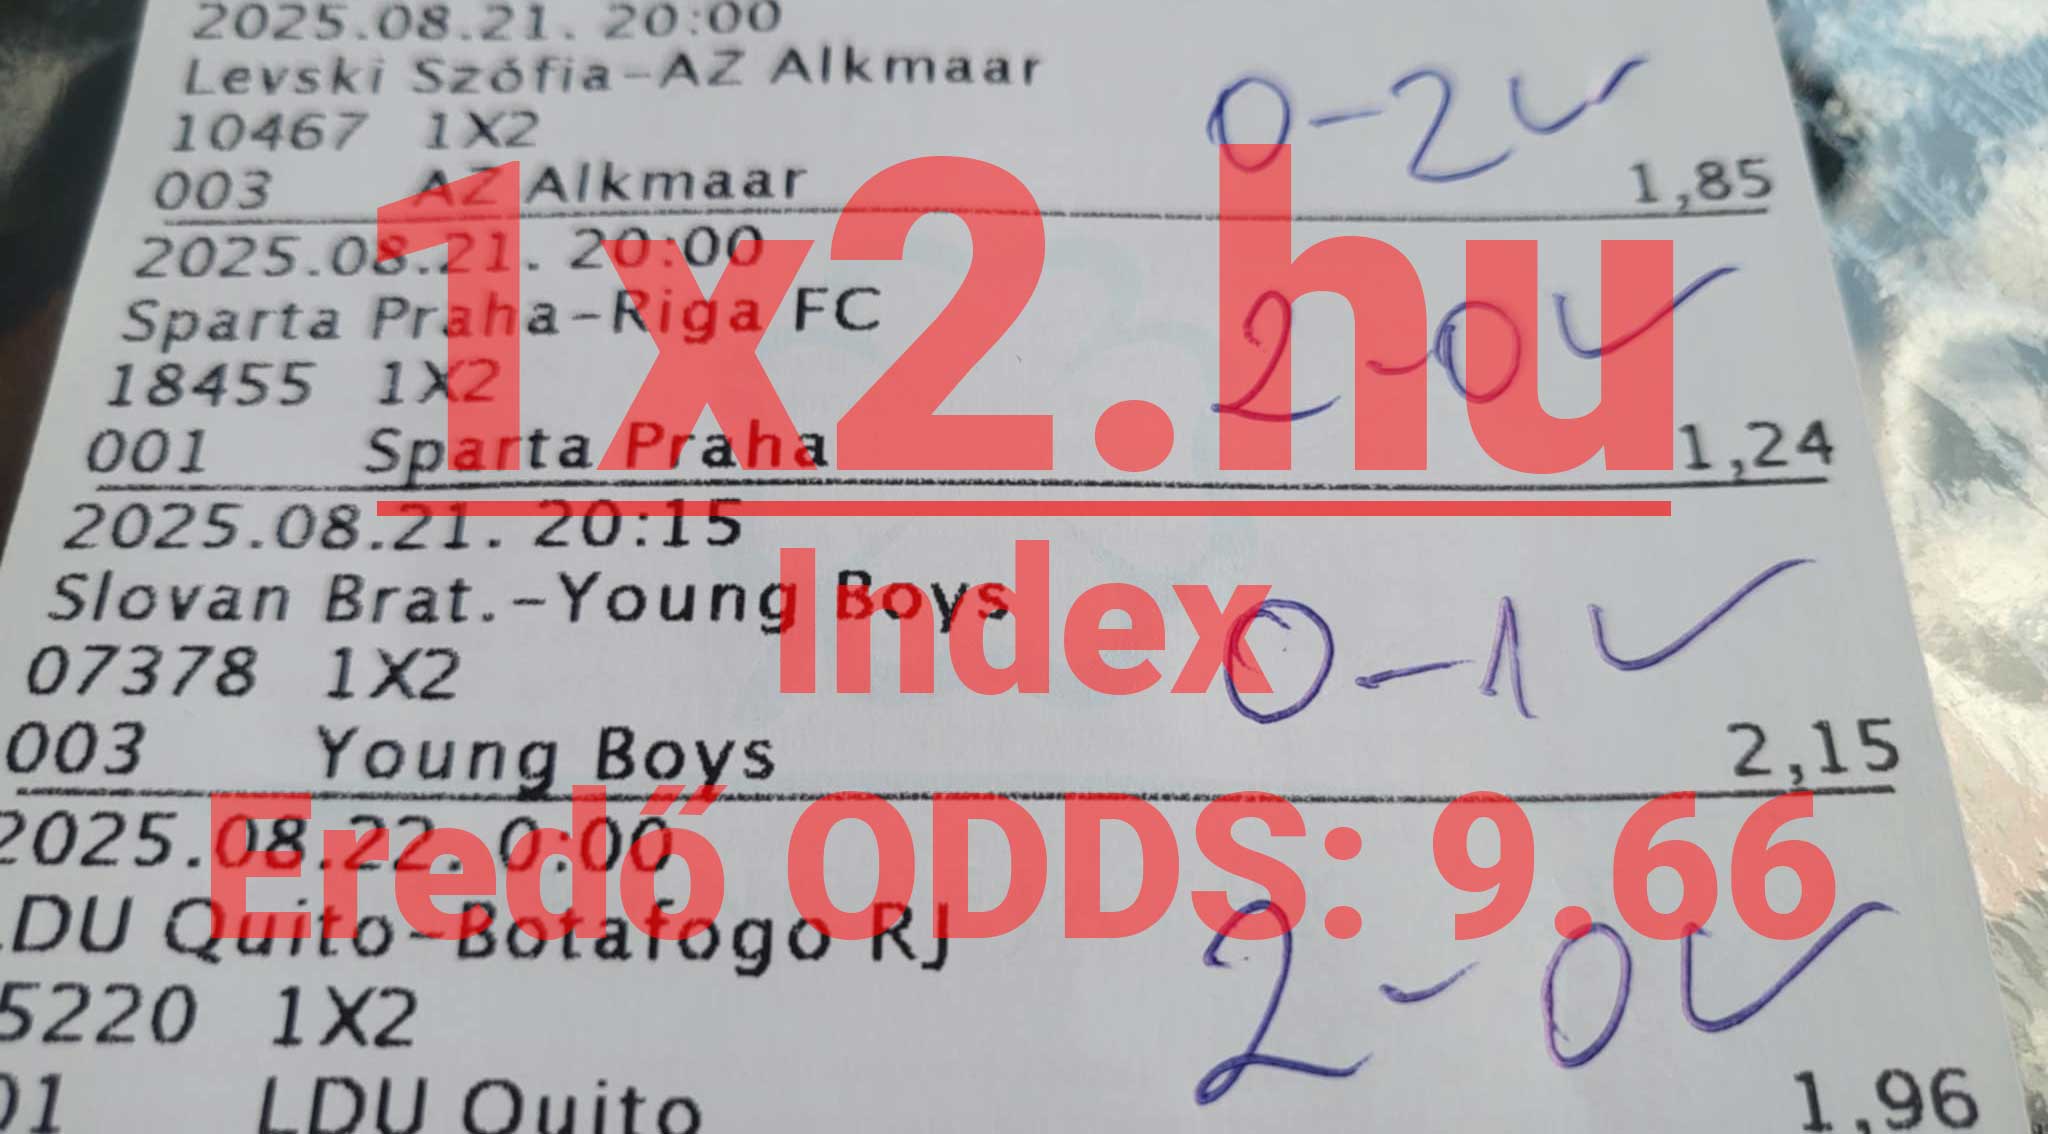 2025.08.21. 20:00
Levski Szófia-AZ Alkmaar
10467 1X2
0-2
003 AZ Alkmaar 1,85
2025.08.21. 20:00
Sparta Praha-Riga FC
18455 1X2
2-0
001 Sparta Praha 1,24
1x2.hu
2025.08.21. 20:15
Slovan Brat.-Young Boys
Index
07378 1X2
0-1
003 Young Boys 2,15
Eredő ODDS: 9.66
2025.08.22. 0:00
LDU Quito-Botafogo RJ
5220 1X2
2-0
01 LDU Quito 1,96